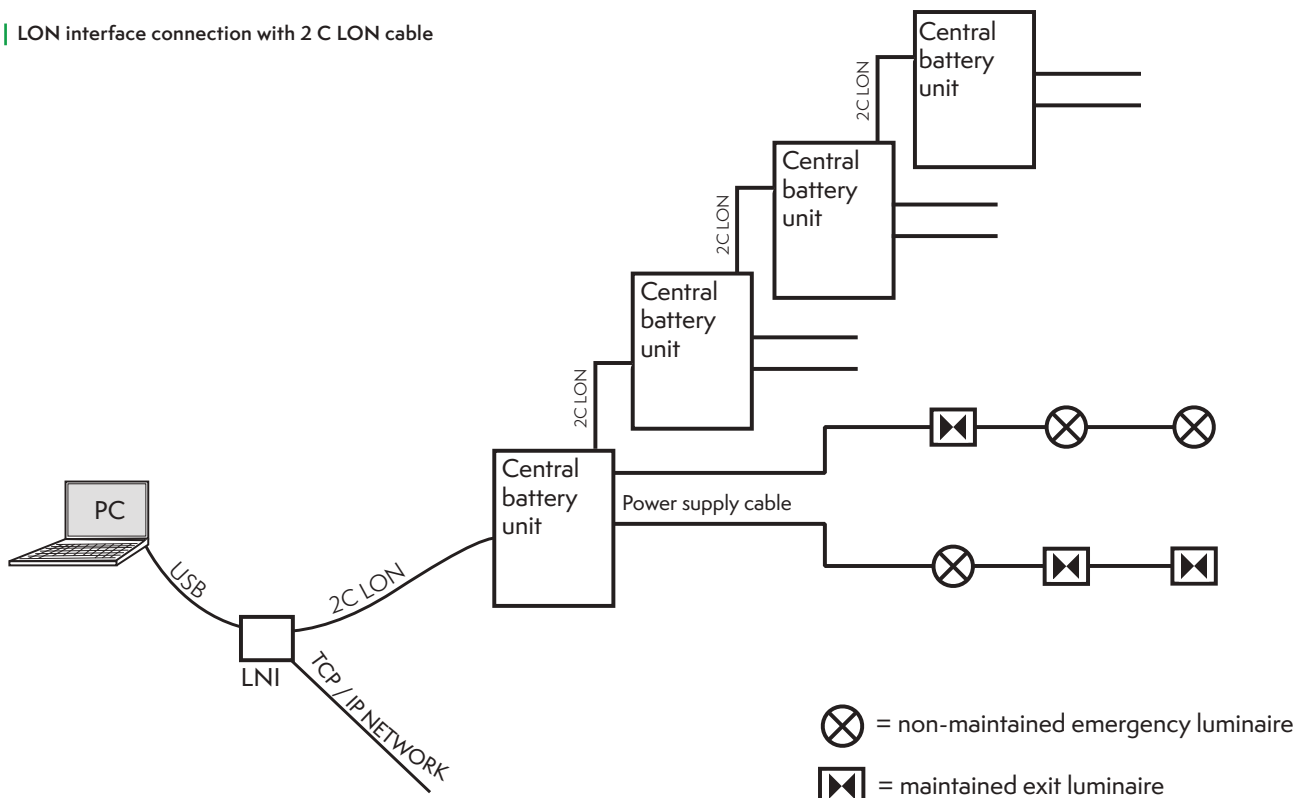 LON interface connection with 2 C LON cable
Central
battery
unit
2C LON
Central
battery
unit
2C LON
Central
battery
unit
2C LON
Central
battery
unit
Power supply cable
PC
USB
2C LON
LNI
TCP / IP NETWORK
= non-maintained emergency luminaire
= maintained exit luminaire